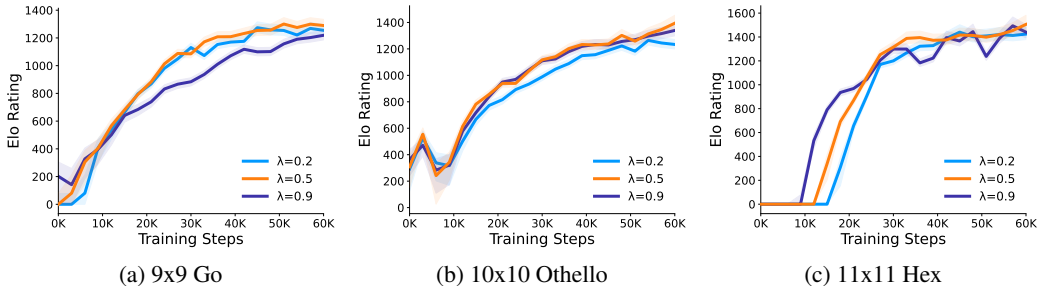 1400
1200
1000
800
600
400
200
0
Elo Rating
0K 10K 20K 30K 40K 50K 60K
Training Steps
λ=0.2
λ=0.5
λ=0.9
(a) 9x9 Go
1400
1200
1000
800
600
400
200
0
Elo Rating
0K 10K 20K 30K 40K 50K 60K
Training Steps
λ=0.2
λ=0.5
λ=0.9
(b) 10x10 Othello
1600
1400
1200
1000
800
600
400
200
0
Elo Rating
0K 10K 20K 30K 40K 50K 60K
Training Steps
λ=0.2
λ=0.5
λ=0.9
(c) 11x11 Hex